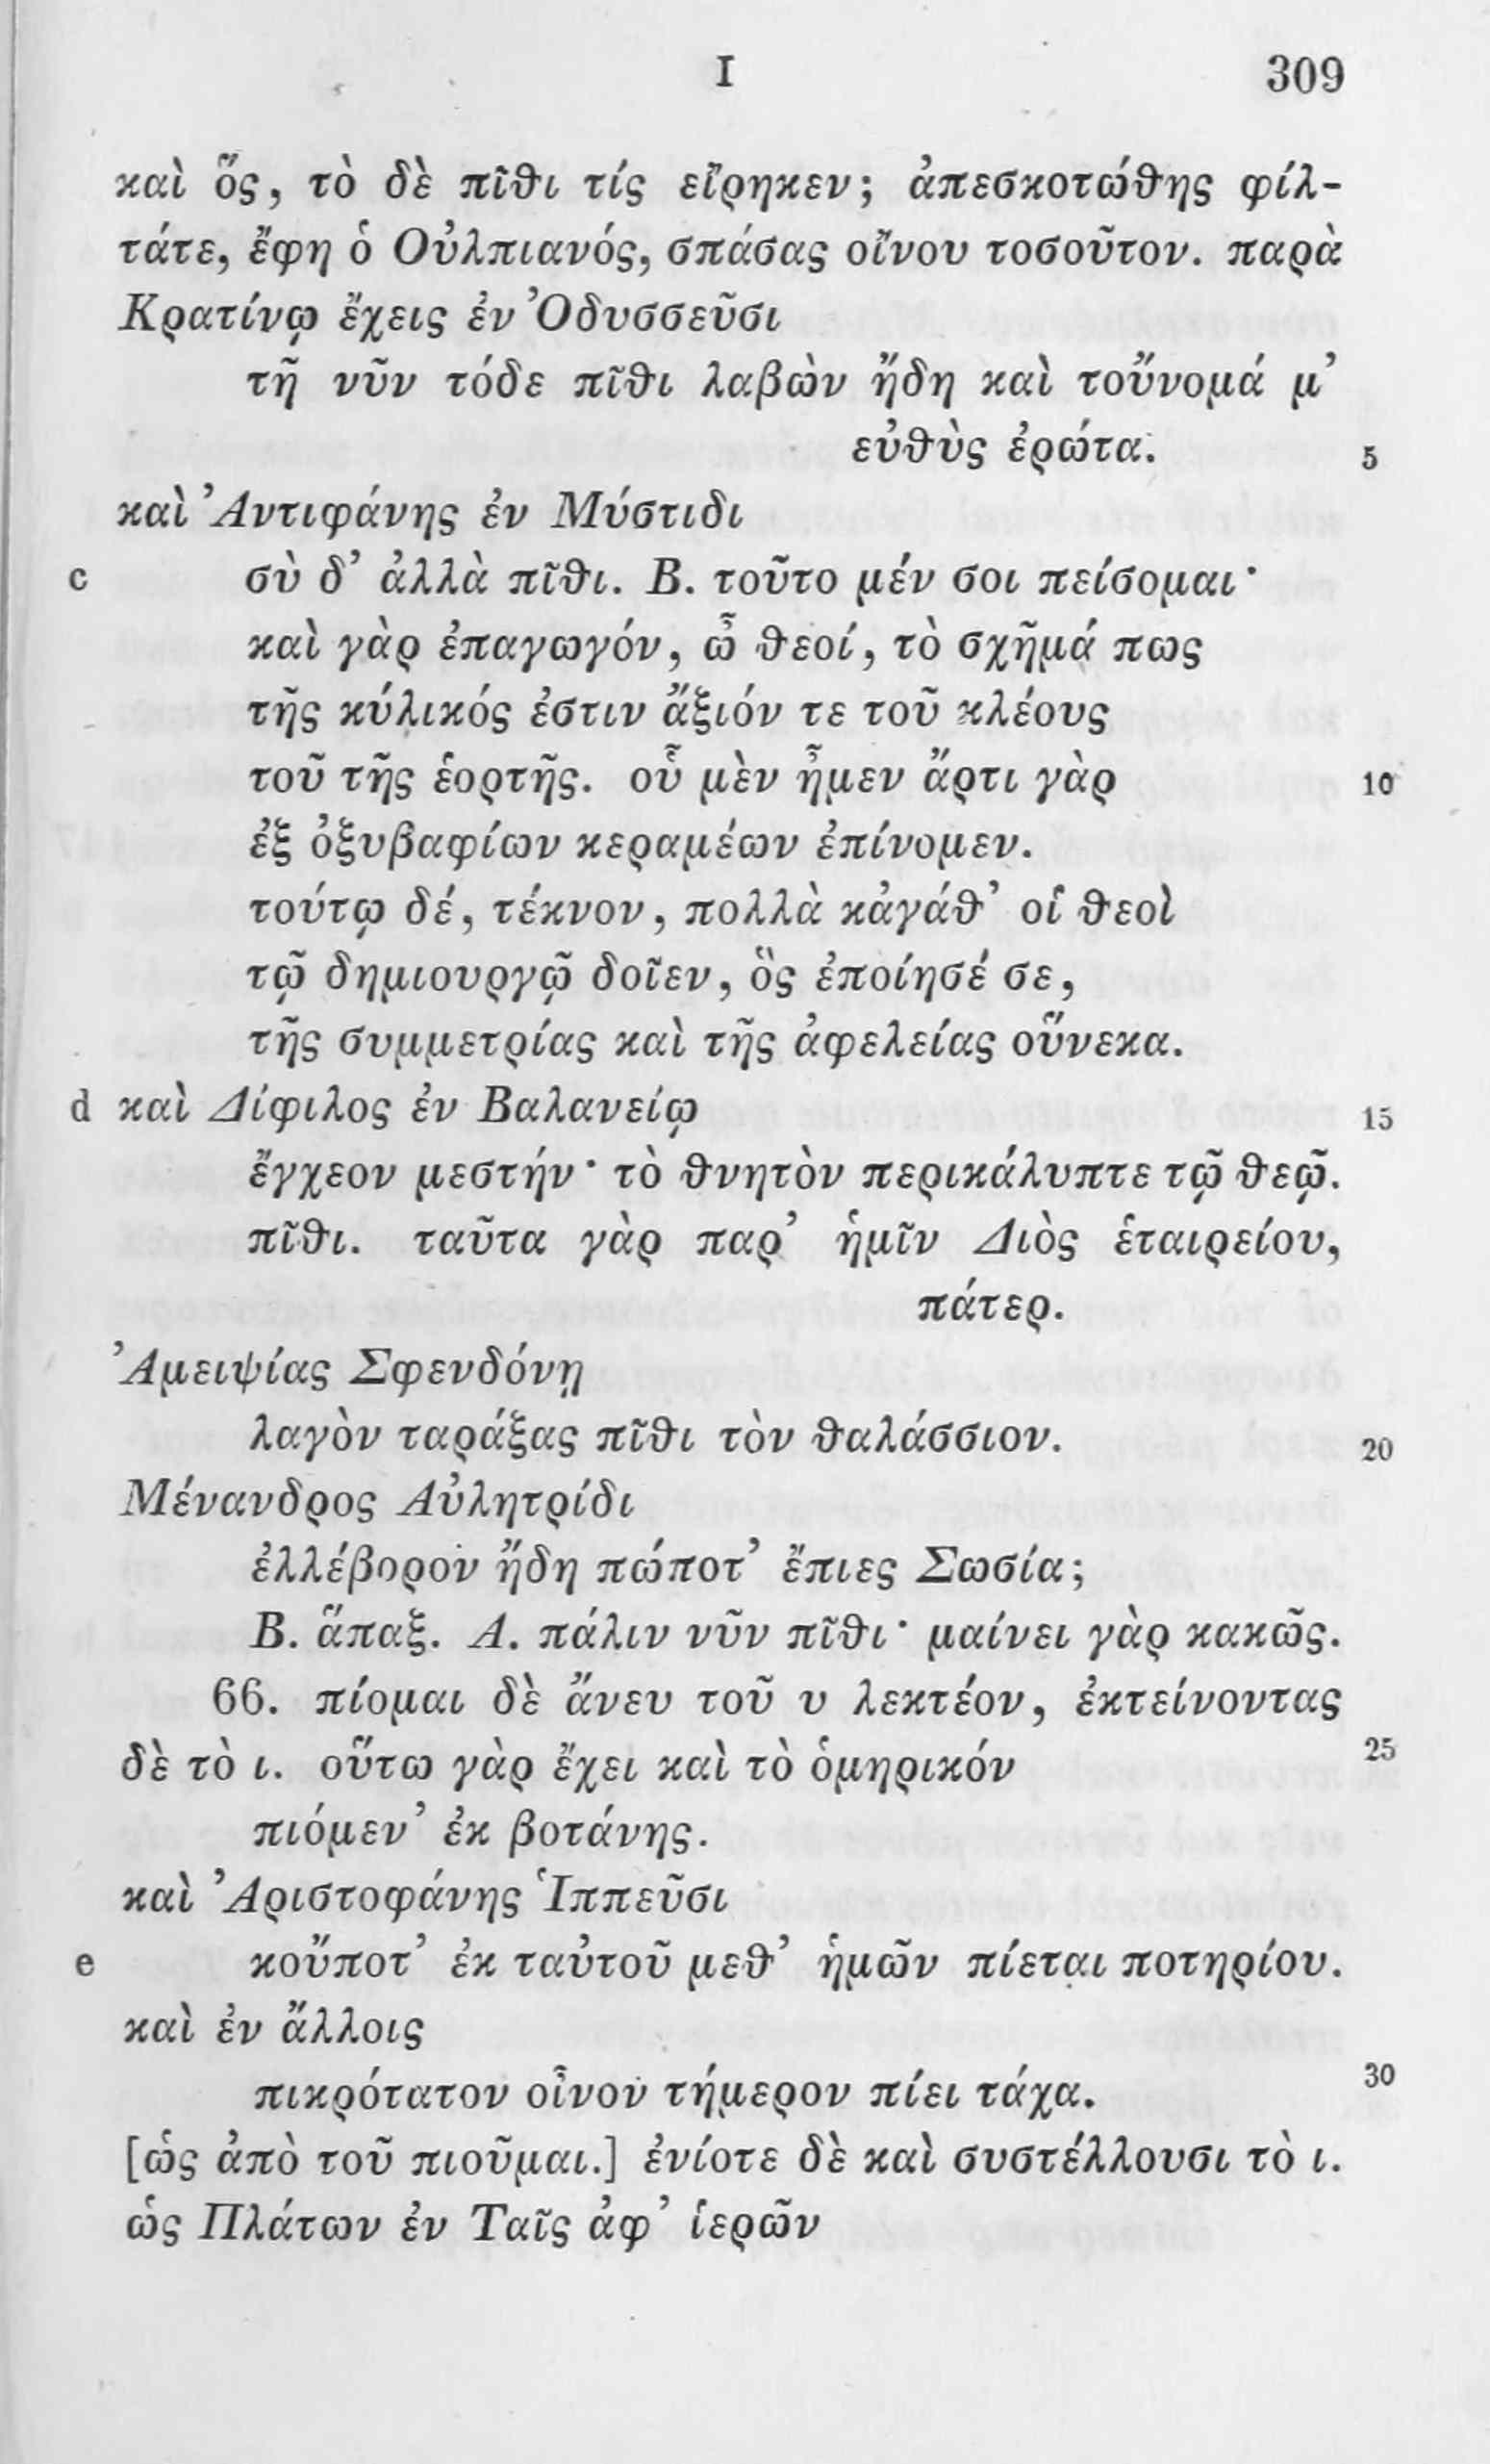 I 309
καὶ ὅς, τὸ δὲ πῖθι τίς εἴρηκεν; ἀπεσκοτώθης φίλ-
τάτε, ἔφη ὁ Οὐλπιανός, σπάσας οἴνου τοσοῦτον. παρὰ
Κρατίνῳ ἔχεις ἐν Ὀδυσσεῦσι
τῆ νῦν τόδε πῖθι λαβὼν ἤδη καὶ τοὔνομά μ’
εὐθὺς ἐρώτα. 5
καὶ Ἀντιφάνης ἐν Μύστιδι
c σὺ δ’ ἀλλὰ πῖθι. Β. τοῦτο μέν σοι πείσομαι·
καὶ γὰρ ἐπαγωγόν, ὦ θεοί, τὸ σχῆμά πως
τῆς κύλικός ἐστιν ἄξιόν τε τοῦ κλέους
τοῦ τῆς ἑορτῆς. οὗ μὲν ἦμεν ἄρτι γὰρ 10
ἐξ ὀξυβαφίων κεραμέων ἐπίνομεν.
τούτῳ δέ, τέκνον, πολλὰ κἀγάθ’ οἱ θεοὶ
τῷ δημιουργῷ δοῖεν, ὃς ἐποίησέ σε,
τῆς συμμετρίας καὶ τῆς ἀφελείας οὕνεκα.
d καὶ Δίφιλος ἐν Βαλανείῳ 15
ἔγχεον μεστήν· τὸ θνητὸν περικάλυπτε τῷ θεῷ.
πῖθι. ταῦτα γὰρ παρ’ ἡμῖν Διὸς ἑταιρείου,
πάτερ.
Ἀμειψίας Σφενδόνῃ
λαγὸν ταράξας πῖθι τὸν θαλάσσιον. 20
Μένανδρος Αὐλητρίδι
ἐλλέβορον ἤδη πώποτ’ ἔπιες Σωσία;
Β. ἅπαξ. Α. πάλιν νῦν πῖθι· μαίνει γὰρ κακῶς.
66. πίομαι δὲ ἄνευ τοῦ υ λεκτέον, ἐκτείνοντας
δὲ τὸ ι. οὕτω γὰρ ἔχει καὶ τὸ ὁμηρικόν 25
πιόμεν’ ἐκ βοτάνης.
καὶ Ἀριστοφάνης Ἱππεῦσι
e κοὔποτ’ ἐκ ταὐτοῦ μεθ’ ἡμῶν πίεται ποτηρίου.
καὶ ἐν ἄλλοις
πικρότατον οἶνον τήμερον πίει τάχα. 30
[ὡς ἀπὸ τοῦ πιοῦμαι.] ἐνίοτε δὲ καὶ συστέλλουσι τὸ ι.
ὡς Πλάτων ἐν Ταῖς ἀφ’ ἱερῶν